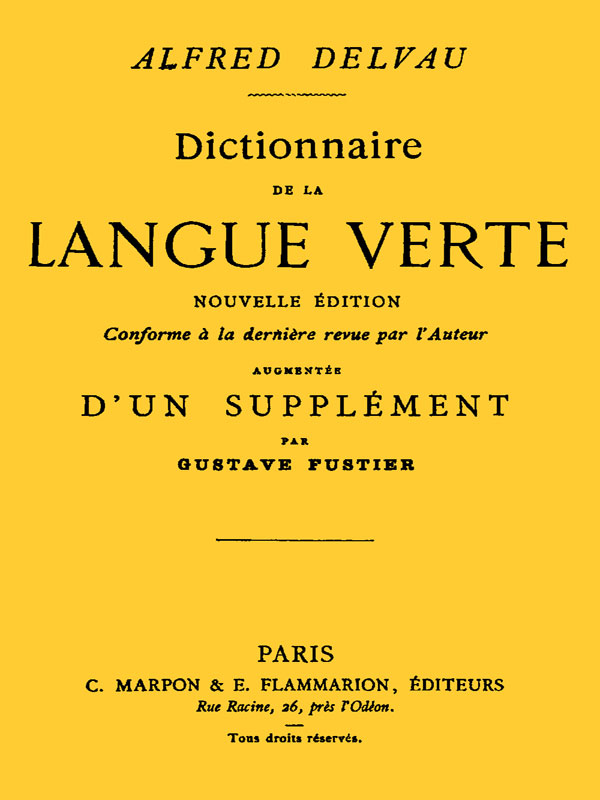 ALFRED DELVAU
Dictionnaire
DE LA
LANGUE VERTE
NOUVELLE ÉDITION
Conforme à la dernière revue par l'Auteur
AUGMENTÉE
D'UN SUPPLÉMENT
PAR
GUSTAVE FUSTIER
PARIS
C. MARPON & E. FLAMMARION, ÉDITEURS
Rue Racine, 26, près l'Odéon.
Tous droits réservés.